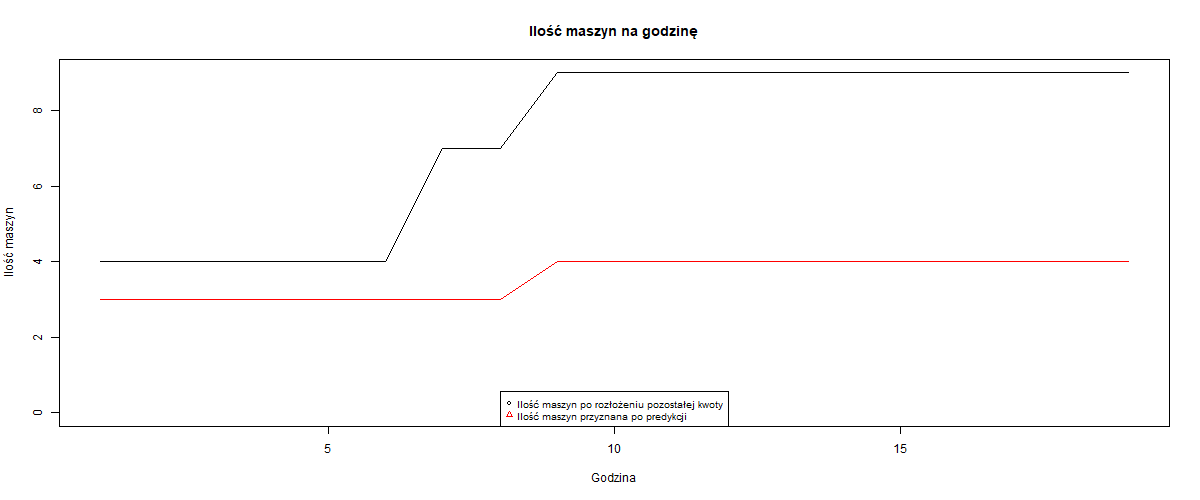 Ilość maszyn na godzinę
Ilość maszyn
8
6
4
2
0
Ilość maszyn po rozłożeniu pozostałej kwoty
Ilość maszyn przyznana po predykcji
5 10 15
Godzina